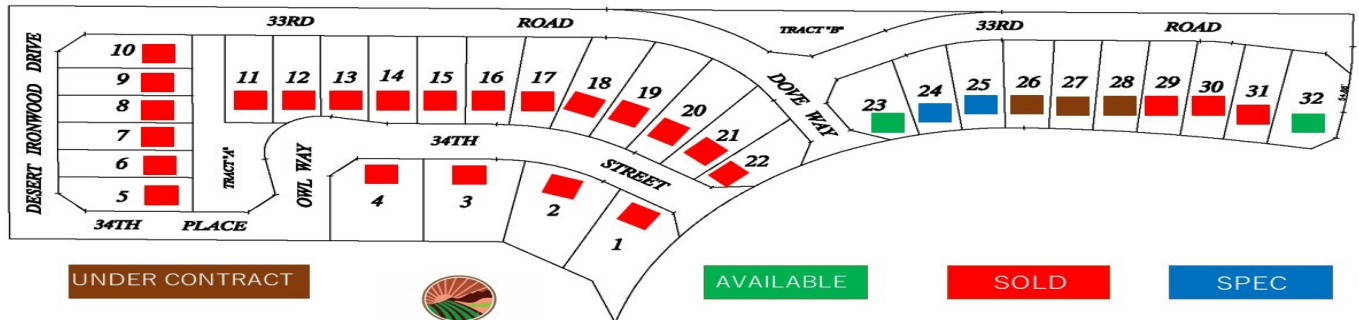 33RD ROAD
TRACT "B"
33RD ROAD
DESERT IRONWOOD DRIVE
10
9
8
7
6
5
11 12 13 14 15 16 17 18 19 20 21 22
DOVE WAY
23 24 25 26 27 28 29 30 31 32
TRACT"A"
OWL WAY
34TH STREET
4 3 2 1
34TH PLACE
UNDER CONTRACT
AVAILABLE
SOLD
SPEC